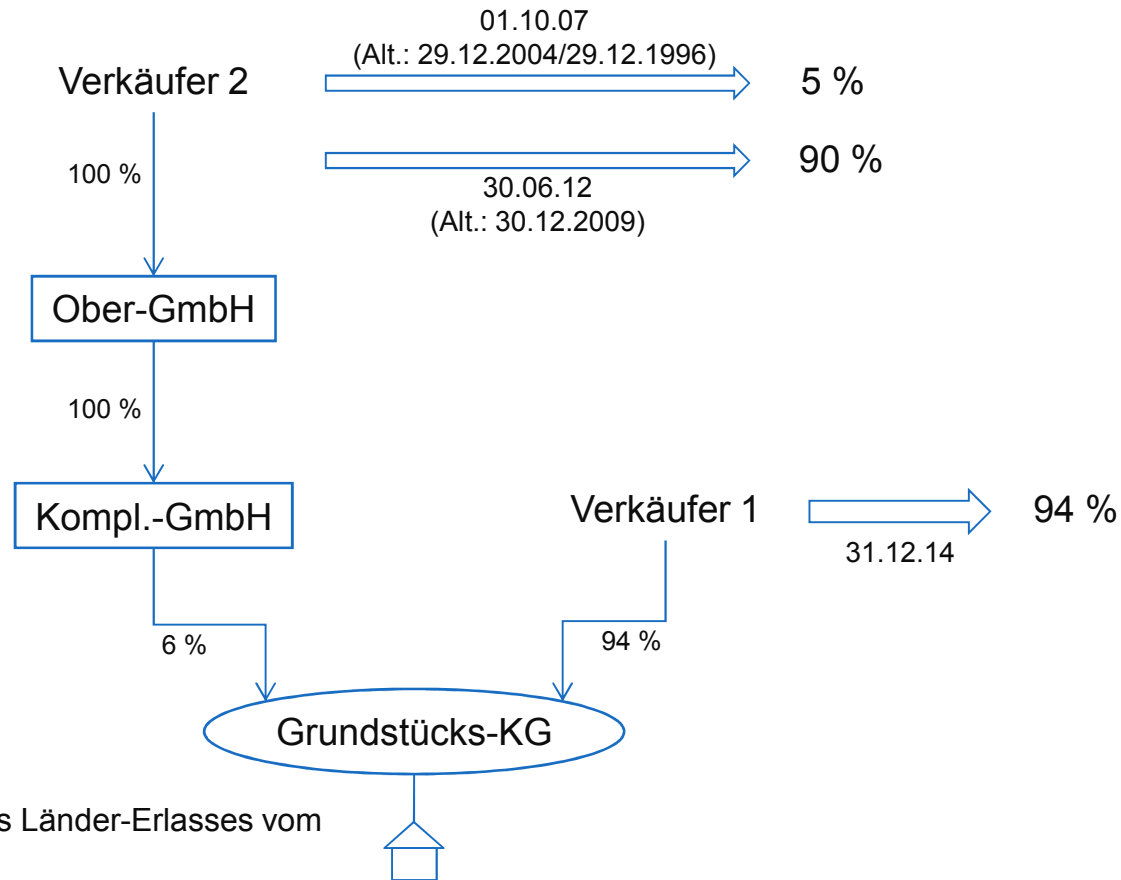 01.10.07
(Alt.: 29.12.2004/29.12.1996)
Verkäufer 2
5 %
100 %
90 %
30.06.12
(Alt.: 30.12.2009)
Ober-GmbH
100 %
Kompl.-GmbH
Verkäufer 1
94 %
31.12.14
6 %
94 %
Grundstücks-KG
s Länder-Erlasses vom